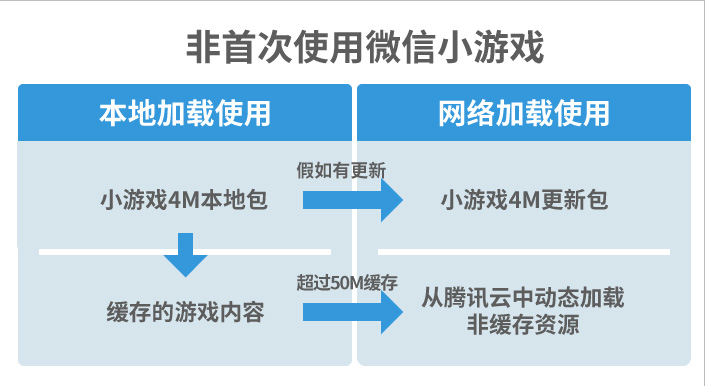 非首次使用微信小游戏
本地加载使用
网络加载使用
假如有更新
小游戏4M本地包
小游戏4M更新包
超过50M缓存
缓存的游戏内容
从腾讯云中动态加载
非缓存资源